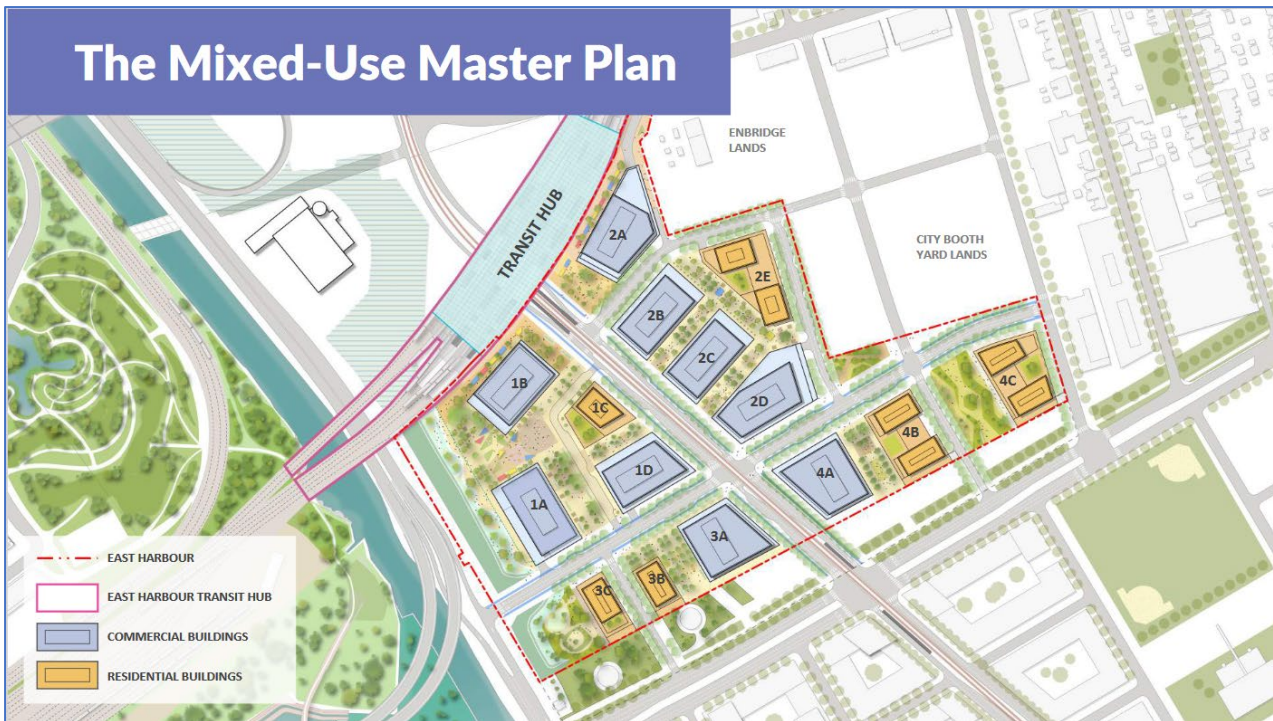 The Mixed-Use Master Plan
ENBRIDGE
LANDS
TRANSIT HUB
2A
CITY BOOTH
YARD LANDS
2E
2B
2C
4C
1B
2D
1C
4B
1D
4A
1A
3A
3B
3C
EAST HARBOUR
EAST HARBOUR TRANSIT HUB
COMMERCIAL BUILDINGS
RESIDENTIAL BUILDINGS